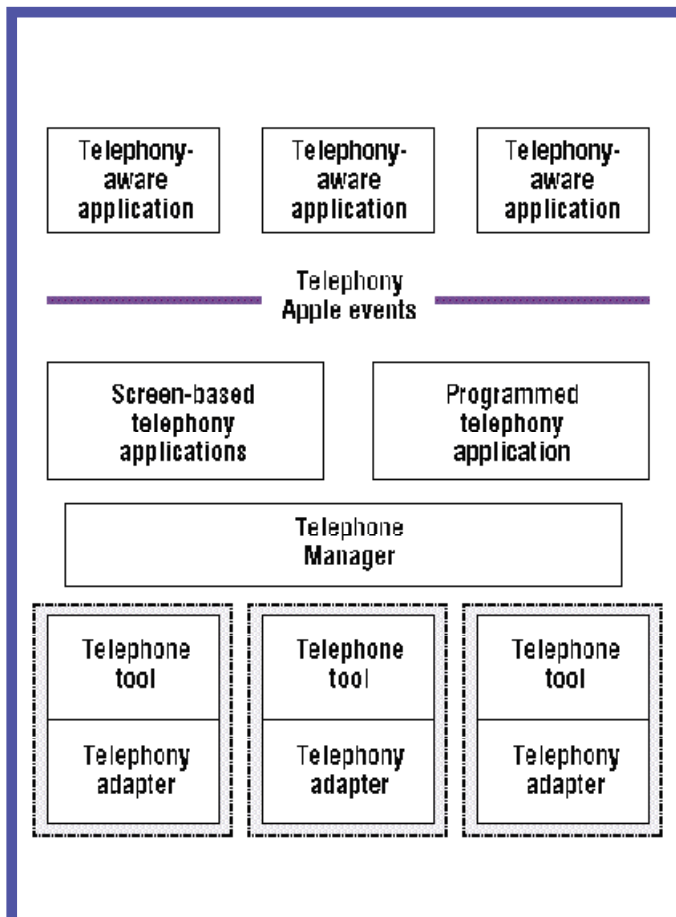 Telephony-
aware
application
Telephony-
aware
application
Telephony-
aware
application
Telephony
Apple events
Screen-based
telephony
applications
Programmed
telephony
application
Telephone
Manager
Telephone
tool
Telephony
adapter
Telephone
tool
Telephony
adapter
Telephone
tool
Telephony
adapter